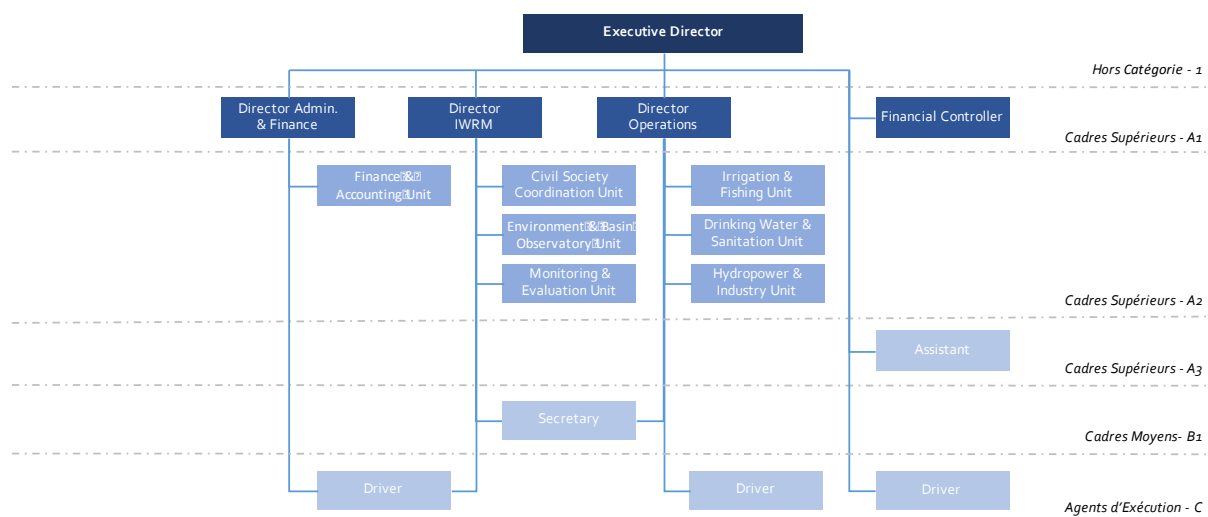 Executive Director
Hors Catégorie - 1
Director Admin.
& Finance
Director
IWRM
Director
Operations
Financial Controller
Cadres Supérieurs - A1
Finance & 
Accounting Unit
Civil Society
Coordination Unit
Irrigation &
Fishing Unit
Environment & Basin
Observatory Unit
Drinking Water &
Sanitation Unit
Monitoring &
Evaluation Unit
Hydropower &
Industry Unit
Cadres Supérieurs - A2
Assistant
Cadres Supérieurs - A3
Secretary
Cadres Moyens- B1
Driver
Driver
Driver
Agents d'Exécution - C